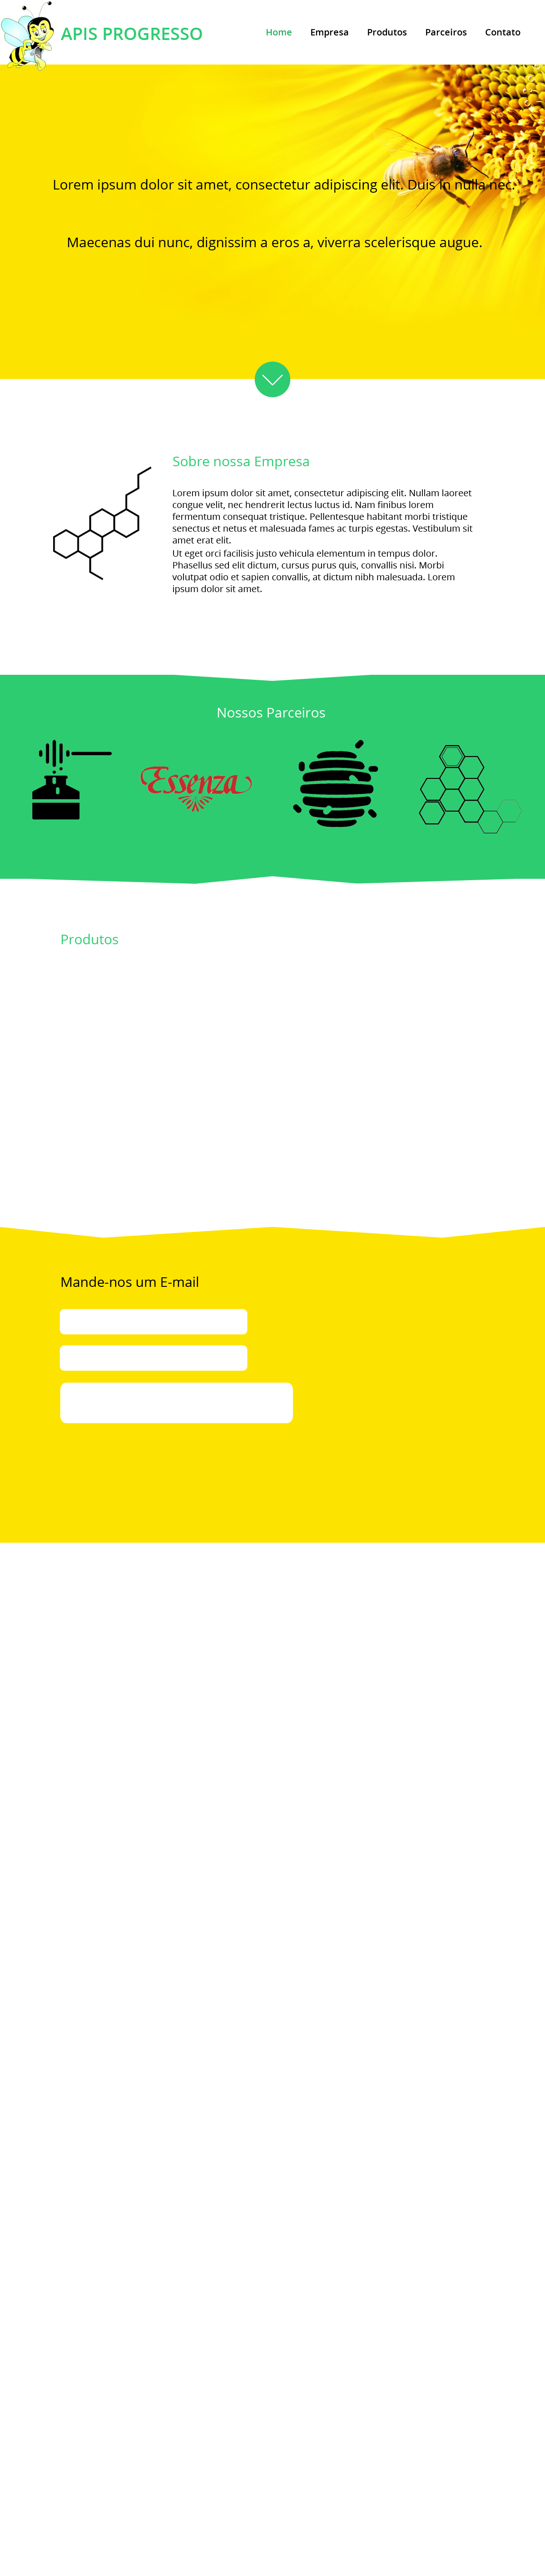 APIS PROGRESSO
Home Empresa Produtos Parceiros Contato
Lorem ipsum dolor sit amet, consectetur adipiscing elit. Duis in nulla nec.
Maecenas dui nunc, dignissim a eros a, viverra scelerisque augue.
Sobre nossa Empresa
Lorem ipsum dolor sit amet, consectetur adipiscing elit. Nullam laoreet
congue velit, nec hendrerit lectus luctus id. Nam finibus lorem
fermentum consequat tristique. Pellentesque habitant morbi tristique
senectus et netus et malesuada fames ac turpis egestas. Vestibulum sit
amet erat elit.
Ut eget orci facilisis justo vehicula elementum in tempus dolor.
Phasellus sed elit dictum, cursus purus quis, convallis nisi. Morbi
volutpat odio et sapien convallis, at dictum nibh malesuada. Lorem
ipsum dolor sit amet.
Nossos Parceiros
Essenza
Produtos
Mande-nos um E-mail